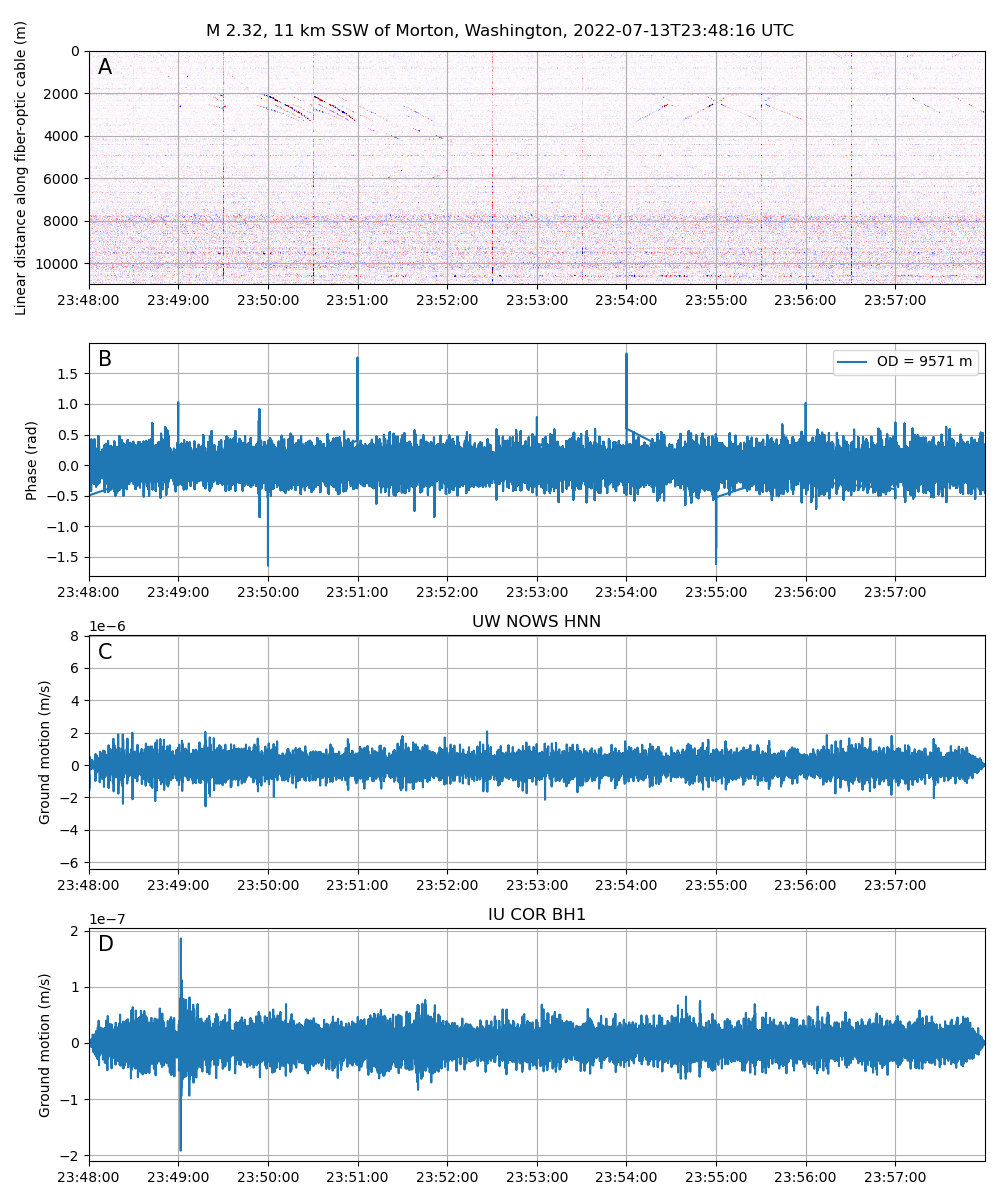 M 2.32, 11 km SSW of Morton, Washington, 2022-07-13T23:48:16 UTC
Linear distance along fiber-optic cable (m)
A
0
2000
4000
6000
8000
10000
23:48:00 23:49:00 23:50:00 23:51:00 23:52:00 23:53:00 23:54:00 23:55:00 23:56:00 23:57:00
Phase (rad)
B
OD = 9571 m
1.5
1.0
0.5
0.0
−0.5
−1.0
−1.5
23:48:00 23:49:00 23:50:00 23:51:00 23:52:00 23:53:00 23:54:00 23:55:00 23:56:00 23:57:00
UW NOWS HNN
1e−6
Ground motion (m/s)
C
8
6
4
2
0
−2
−4
−6
23:48:00 23:49:00 23:50:00 23:51:00 23:52:00 23:53:00 23:54:00 23:55:00 23:56:00 23:57:00
IU COR BH1
1e−7
Ground motion (m/s)
D
2
1
0
−1
−2
23:48:00 23:49:00 23:50:00 23:51:00 23:52:00 23:53:00 23:54:00 23:55:00 23:56:00 23:57:00